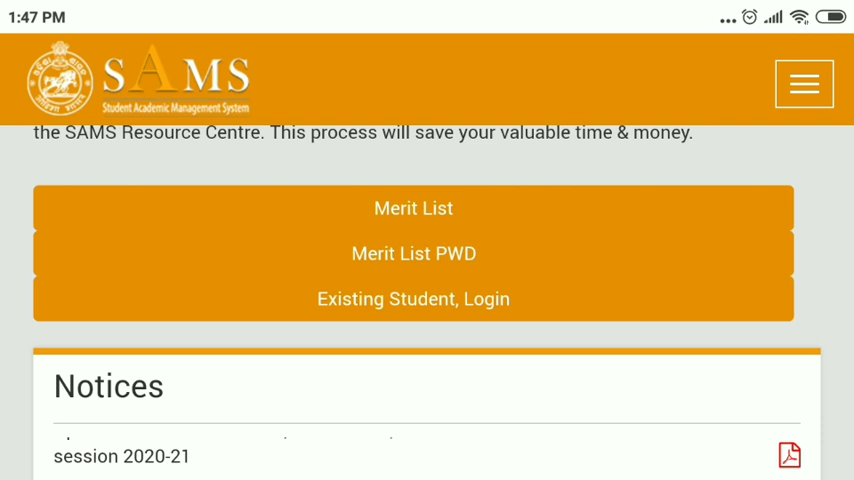 1:47 PM
SAMS
Student Academic Management System
the SAMS Resource Centre. This process will save your valuable time & money.
Merit List
Merit List PWD
Existing Student, Login
Notices
session 2020-21